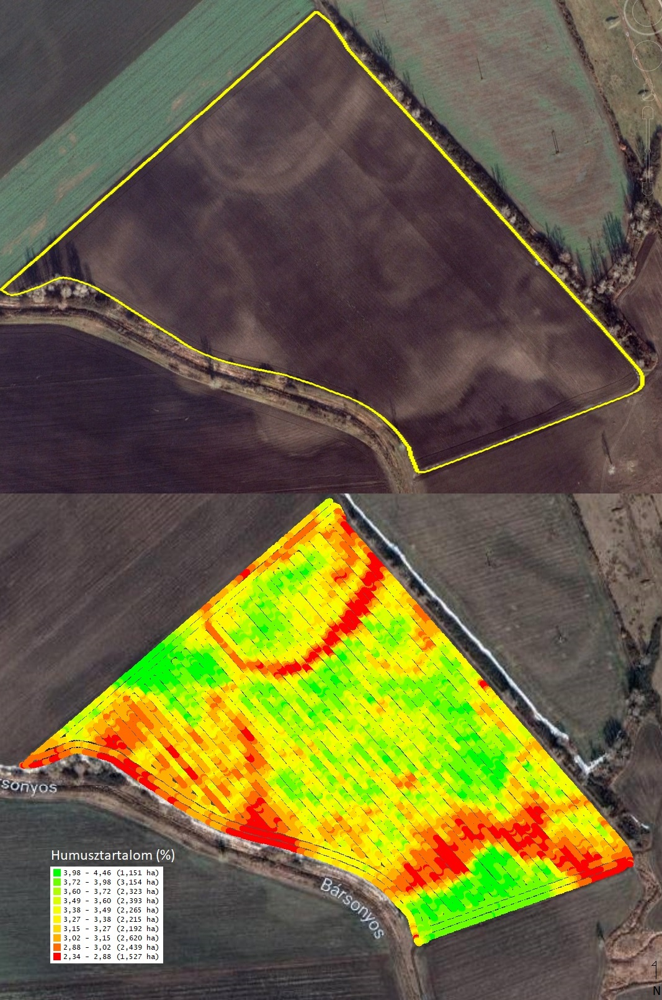 rsonyos
Humusztartalom (%)
3,98 - 4,46 (1,151 ha)
3,72 - 3,98 (3,154 ha)
3,60 - 3,72 (2,323 ha)
3,49 - 3,60 (2,393 ha)
3,38 - 3,49 (2,265 ha)
3,27 - 3,38 (2,215 ha)
3,15 - 3,27 (2,192 ha)
3,02 - 3,15 (2,620 ha)
2,88 - 3,02 (2,439 ha)
2,34 - 2,88 (1,527 ha)
Bársonyos
N